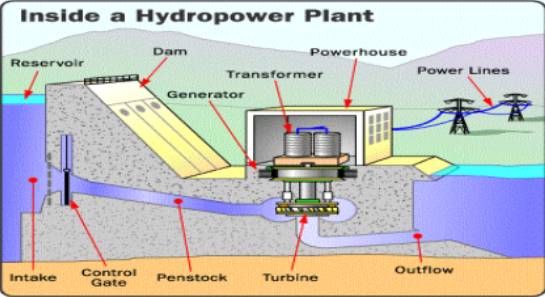 Inside a Hydropower Plant
Reservoir
Dam
Powerhouse
Transformer
Power Lines
Generator
Intake
Control
Gate
Penstock
Turbine
Outflow